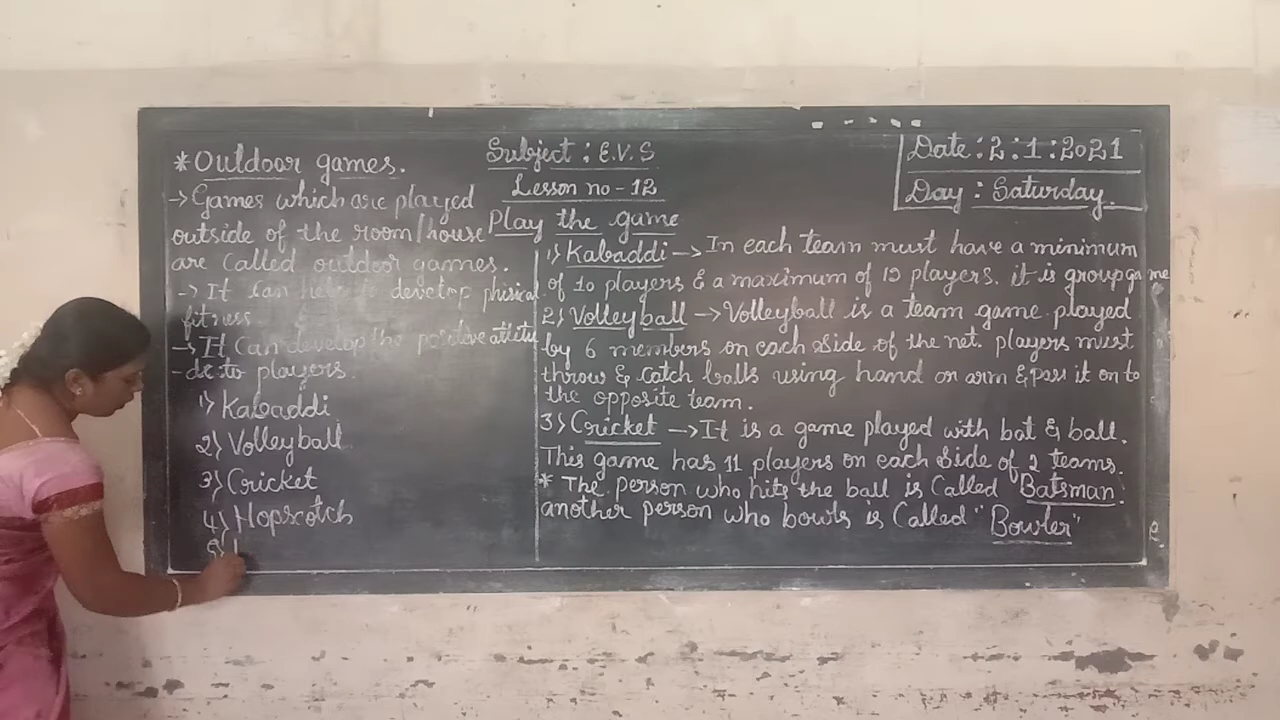 Subject : E.V.S
Lesson no - 12
Play the game
Date : 2 : 1 : 2021
Day : Saturday.
* Outdoor games.
-> Games which are played
outside of the room/house
are called outdoor games.
-> It can help to develop phisical
fitness.
-> It Can develop the positive attitu
-de to players.
1) Kabaddi
2) Volleyball
3) Cricket
4) Hopscotch
5)
1) Kabaddi -> In each team must have a minimum
of 10 players & a maximum of 12 players. it is group game
2) Volleyball -> Volleyball is a team game played
by 6 members on each side of the net. players must
throw & catch balls using hand or arm & pass it on to
the opposite team.
3) Cricket -> It is a game played with bat & ball.
This game has 11 players on each side of 2 teams.
* The person who hits the ball is Called Batsman.
another person who bowls is Called "Bowler"